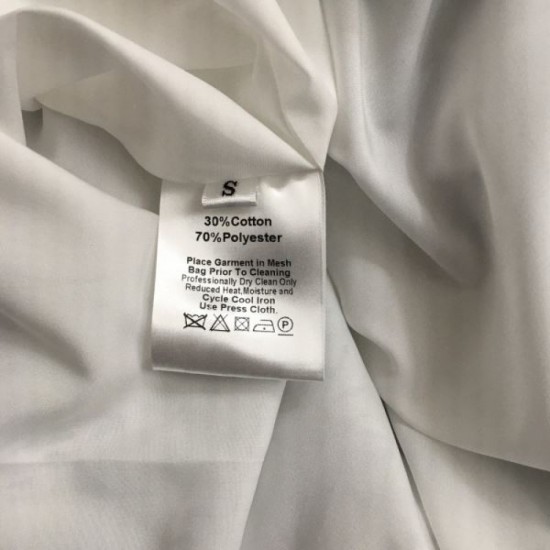 S
30%Cotton
70%Polyester
Place Garment in Mesh
Bag Prior To Cleaning
Professionally Dry Clean Only
Reduced Heat,Moisture and
Cycle Cool Iron
Use Press Cloth.
P